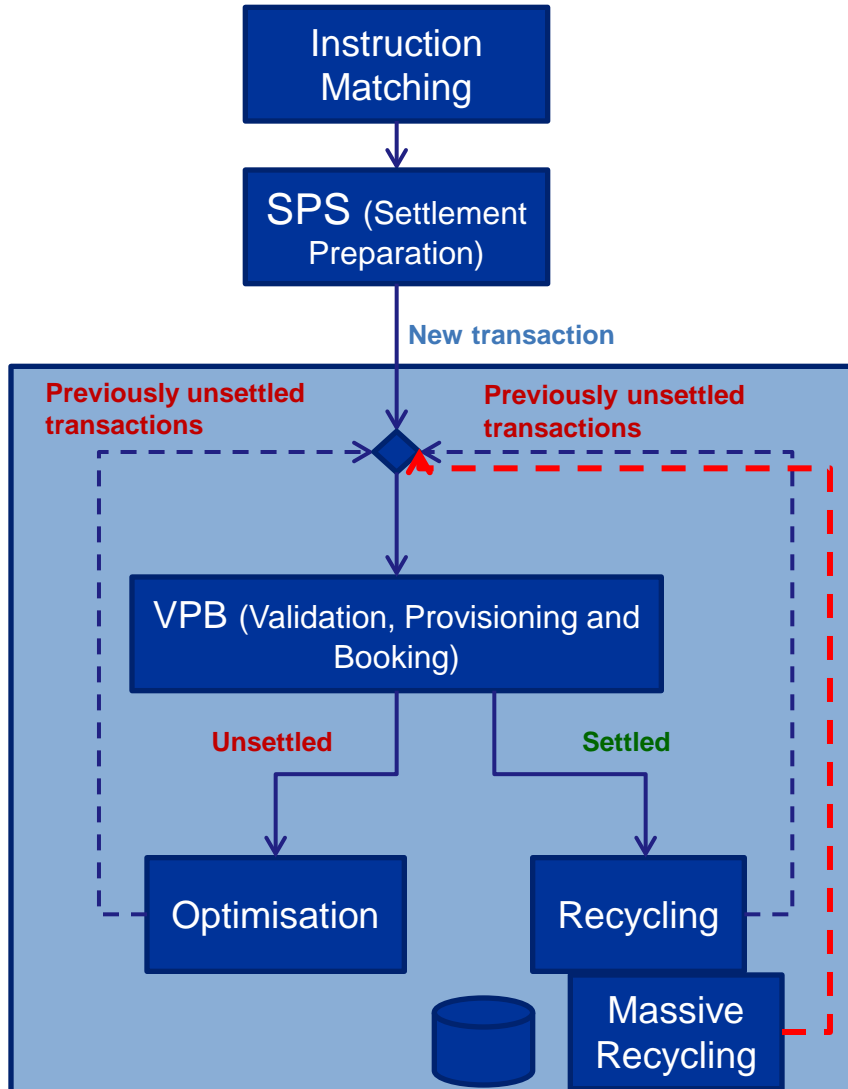 Instruction
Matching
SPS (Settlement
Preparation)
New transaction
Previously unsettled
transactions
Previously unsettled
transactions
VPB (Validation, Provisioning and
Booking)
Unsettled
Settled
Optimisation
Recycling
Massive
Recycling